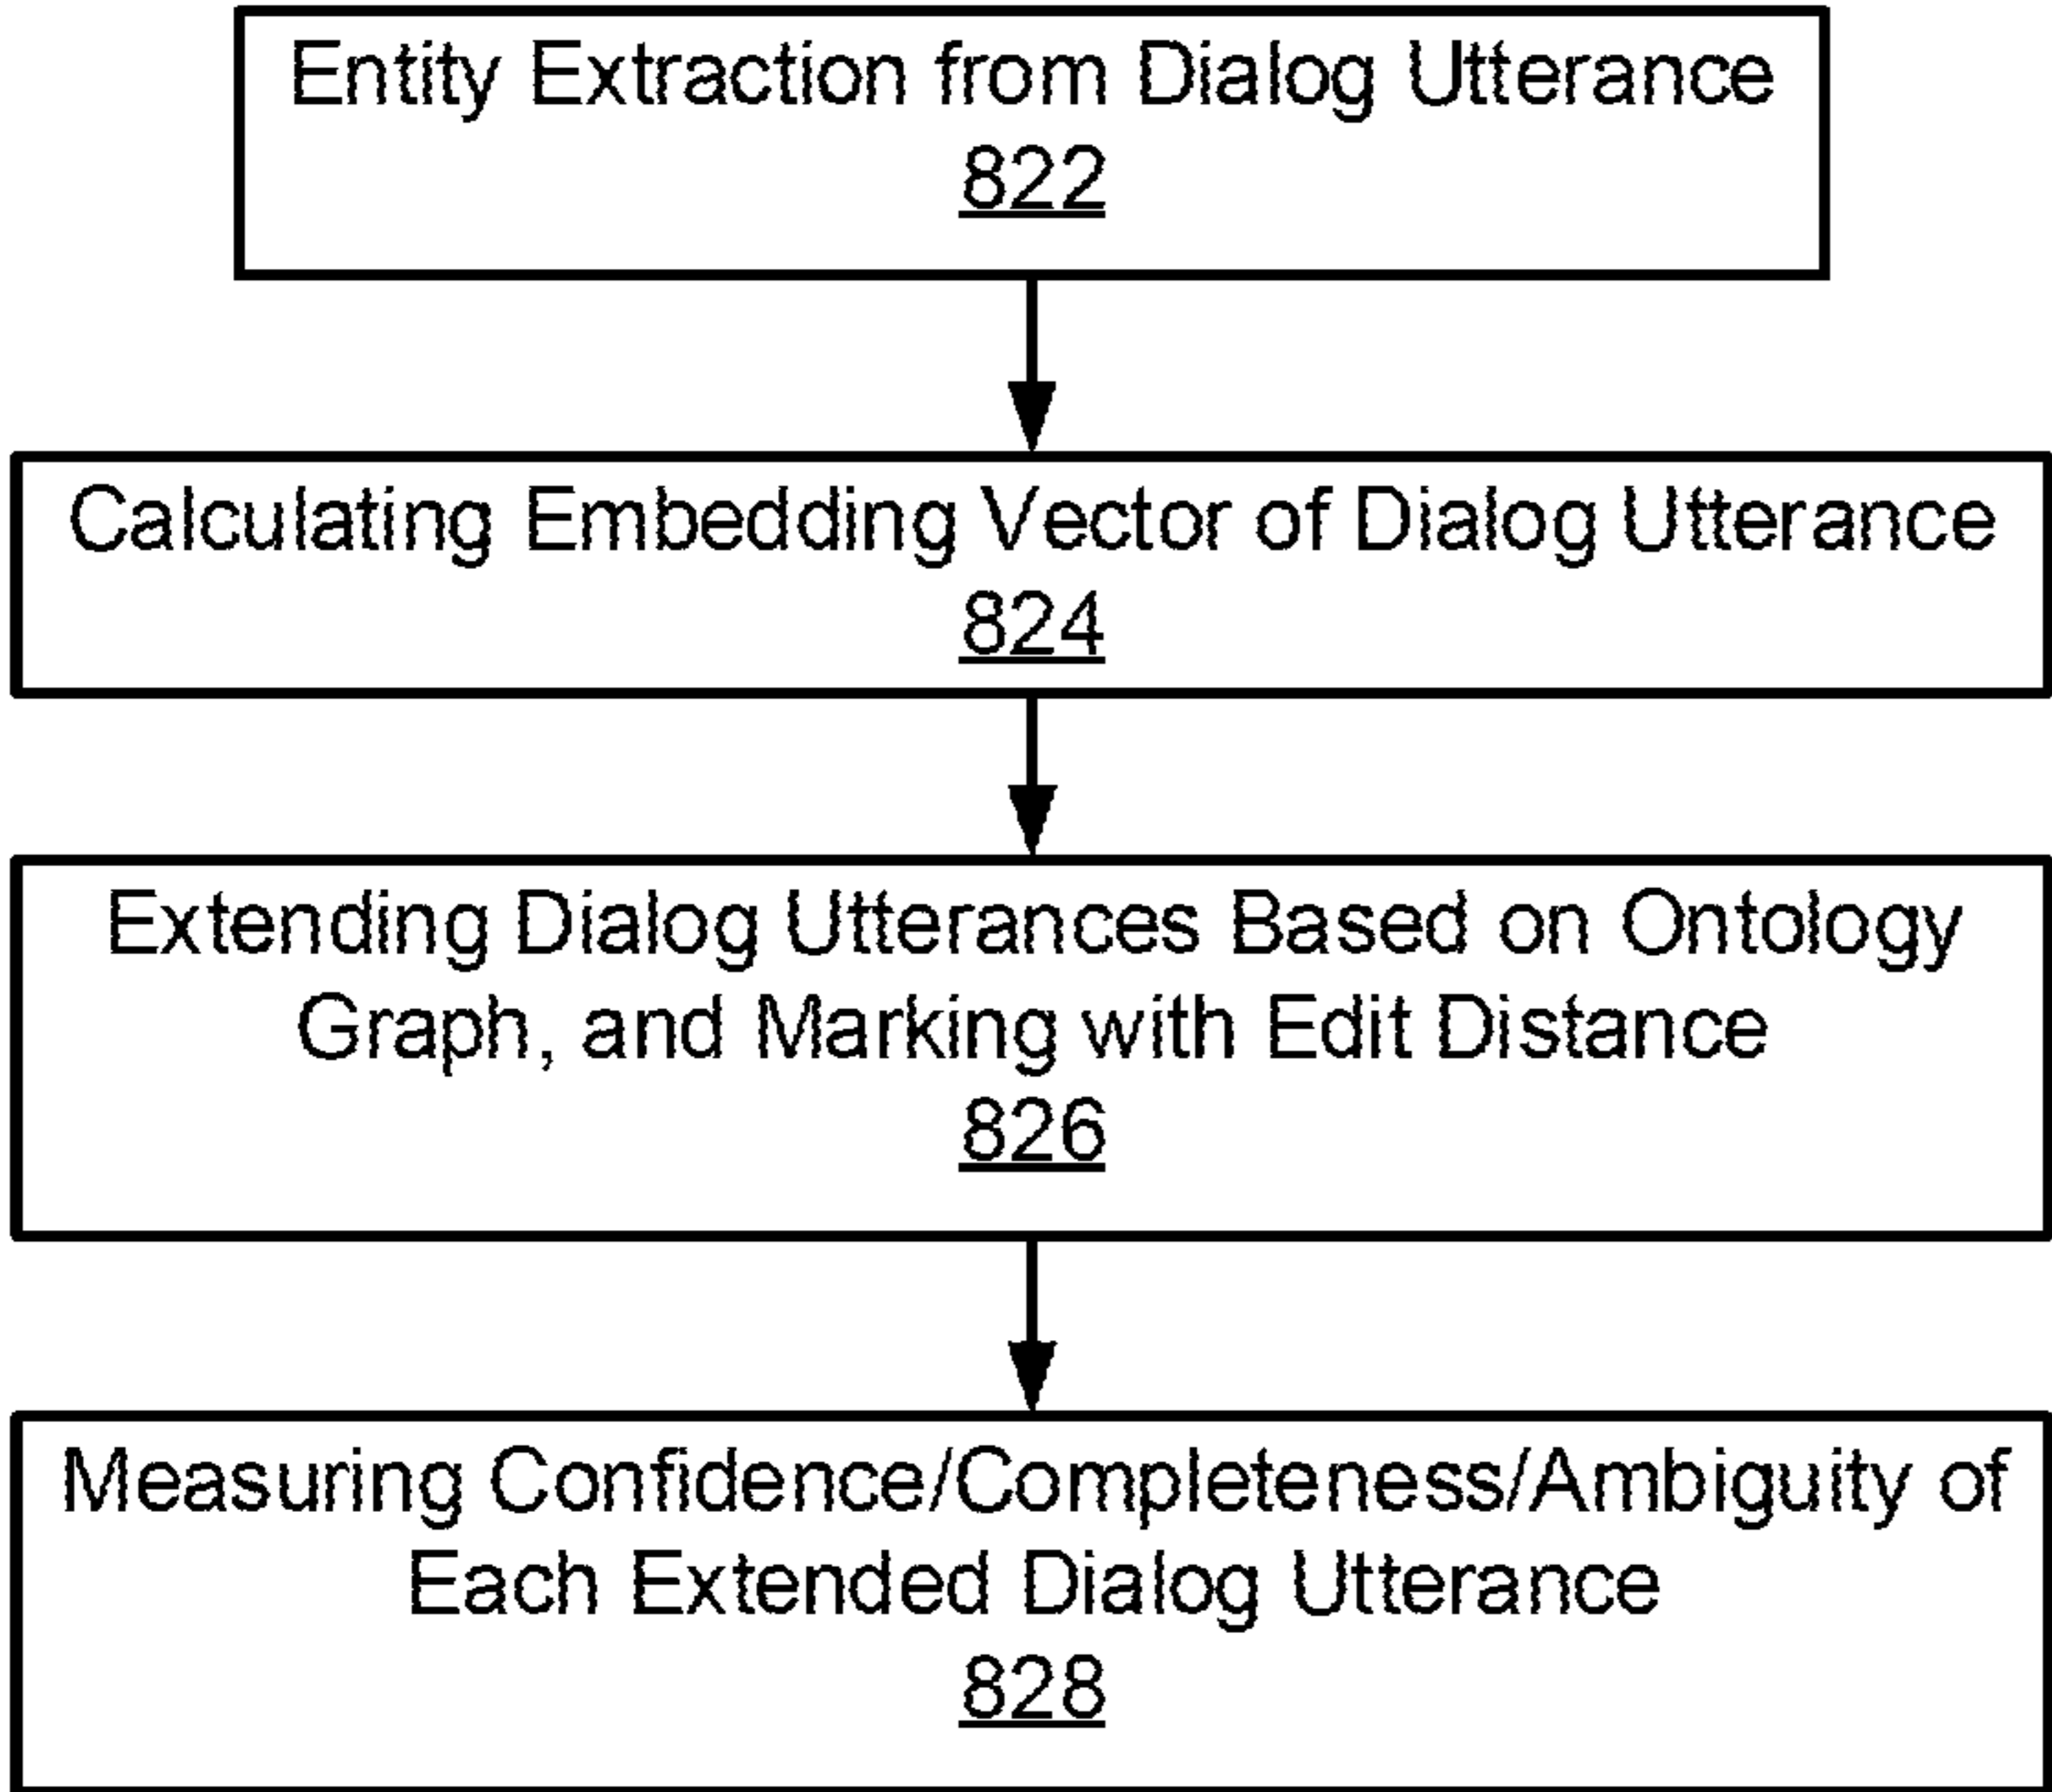 Entity Extraction from Dialog Utterance
822
Calculating Embedding Vector of Dialog Utterance
824
Extending Dialog Utterances Based on Ontology
Graph, and Marking with Edit Distance
826
Measuring Confidence/Completeness/Ambiguity of
Each Extended Dialog Utterance
828